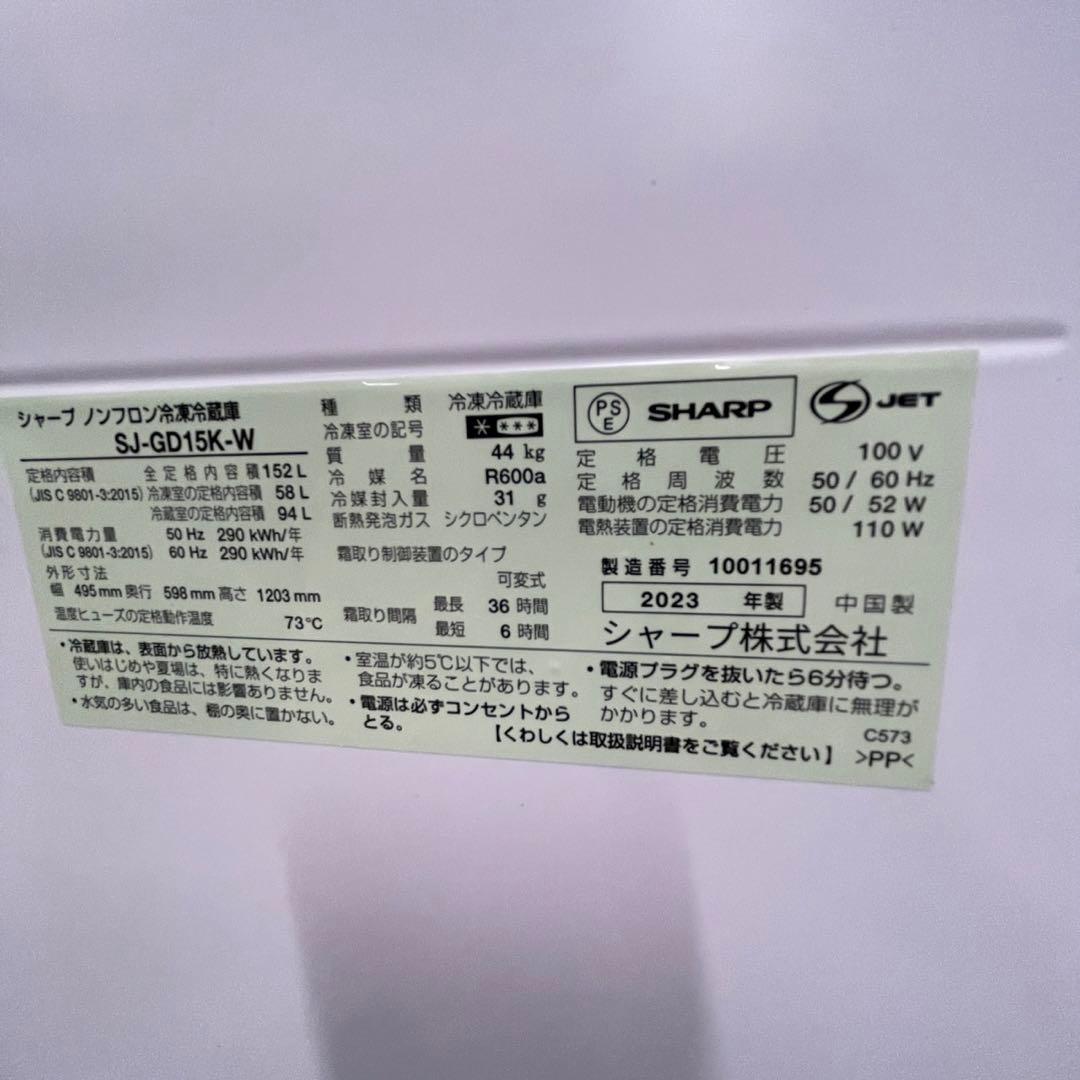 シャープ ノンフロン冷凍冷蔵庫
SJ-GD15K-W
定格内容積 全定格内容積 152 L
(JIS C 9801-3:2015) 冷凍室の定格内容積 58 L
冷蔵室の定格内容積 94 L
消費電力量 50 Hz 290 kWh/年
(JIS C 9801-3:2015) 60 Hz 290 kWh/年
外形寸法
幅 495 mm 奥行 598 mm 高さ 1203 mm
温度ヒューズの定格動作温度 73℃
種類 冷凍冷蔵庫
冷凍室の記号 * ***
質量 44 kg
冷媒名 R600a
冷媒封入量 31 g
断熱発泡ガス シクロペンタン
霜取り制御装置のタイプ
可変式
霜取り間隔 最長 36 時間
最短 6 時間
PSE SHARP
JET
定格電圧 100 V
定格周波数 50 / 60 Hz
電動機の定格消費電力 50 / 52 W
電熱装置の定格消費電力 110 W
製造番号 10011695
2023 年製 中国製
シャープ株式会社
・冷蔵庫は、表面から放熱しています。
使いはじめや夏場は、特に熱くなりま
すが、庫内の食品には影響ありません。
・水気の多い食品は、棚の奥に置かない。
・室温が約5℃以下では、
食品が凍ることがあります。
・電源は必ずコンセントから
とる。
・電源プラグを抜いたら6分待つ。
すぐに差し込むと冷蔵庫に無理が
かかります。
【くわしくは取扱説明書をご覧ください】
C573
>PP<